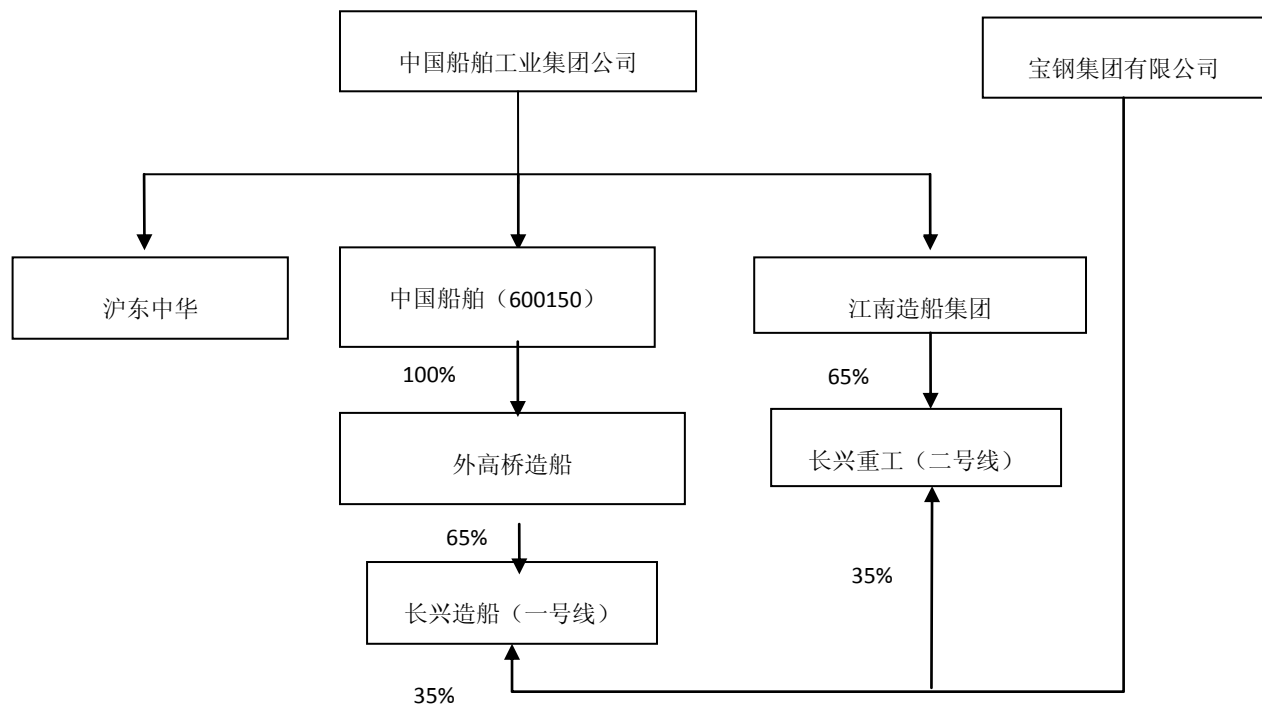 中国船舶工业集团公司
宝钢集团有限公司
沪东中华
中国船舶（600150）
江南造船集团
100%
65%
外高桥造船
长兴重工（二号线）
65%
35%
长兴造船（一号线）
35%